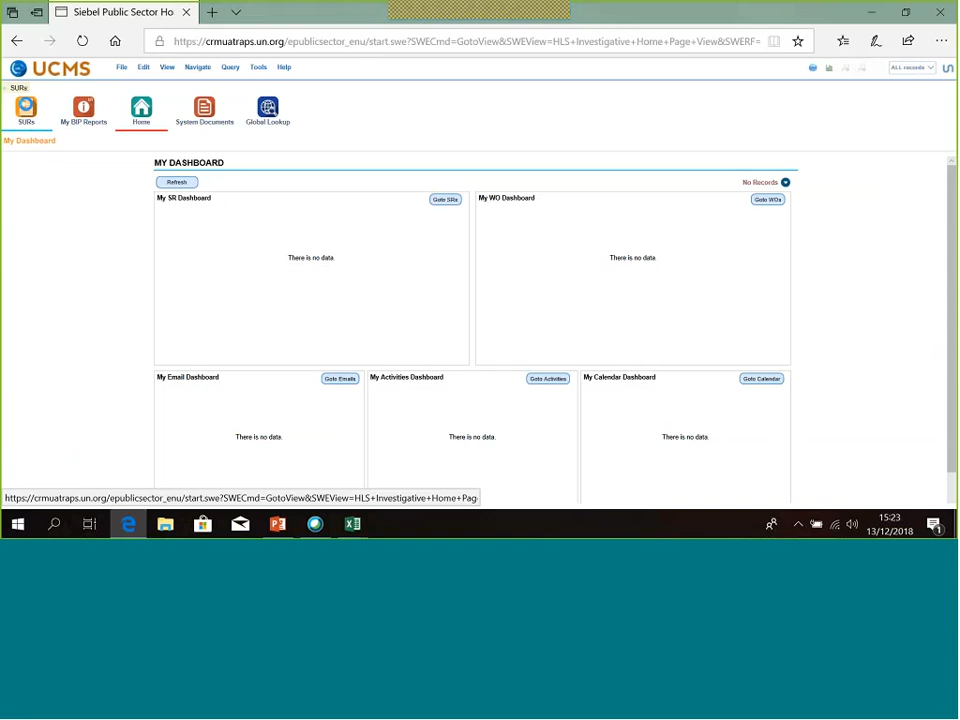 Siebel Public Sector Ho
https://crmuatraps.un.org/epublicsector_enu/start.swe?SWECmd=GotoView&SWEView=HLS+Investigative+Home+Page+View&SWERF=
UCMS
File Edit View Navigate Query Tools Help
ALL records
SURx
SURs My BIP Reports Home System Documents Global Lookup
My Dashboard
MY DASHBOARD
Refresh
No Records
My SR Dashboard
Goto SRx
My WO Dashboard
Goto WOs
There is no data.
There is no data.
My Email Dashboard
Goto Emails
My Activities Dashboard
Goto Activities
My Calendar Dashboard
Goto Calendar
There is no data.
There is no data.
There is no data.
https://crmuatraps.un.org/epublicsector_enu/start.swe?SWECmd=GotoView&SWEView=HLS+Investigative+Home+Pag
15:23
13/12/2018
1